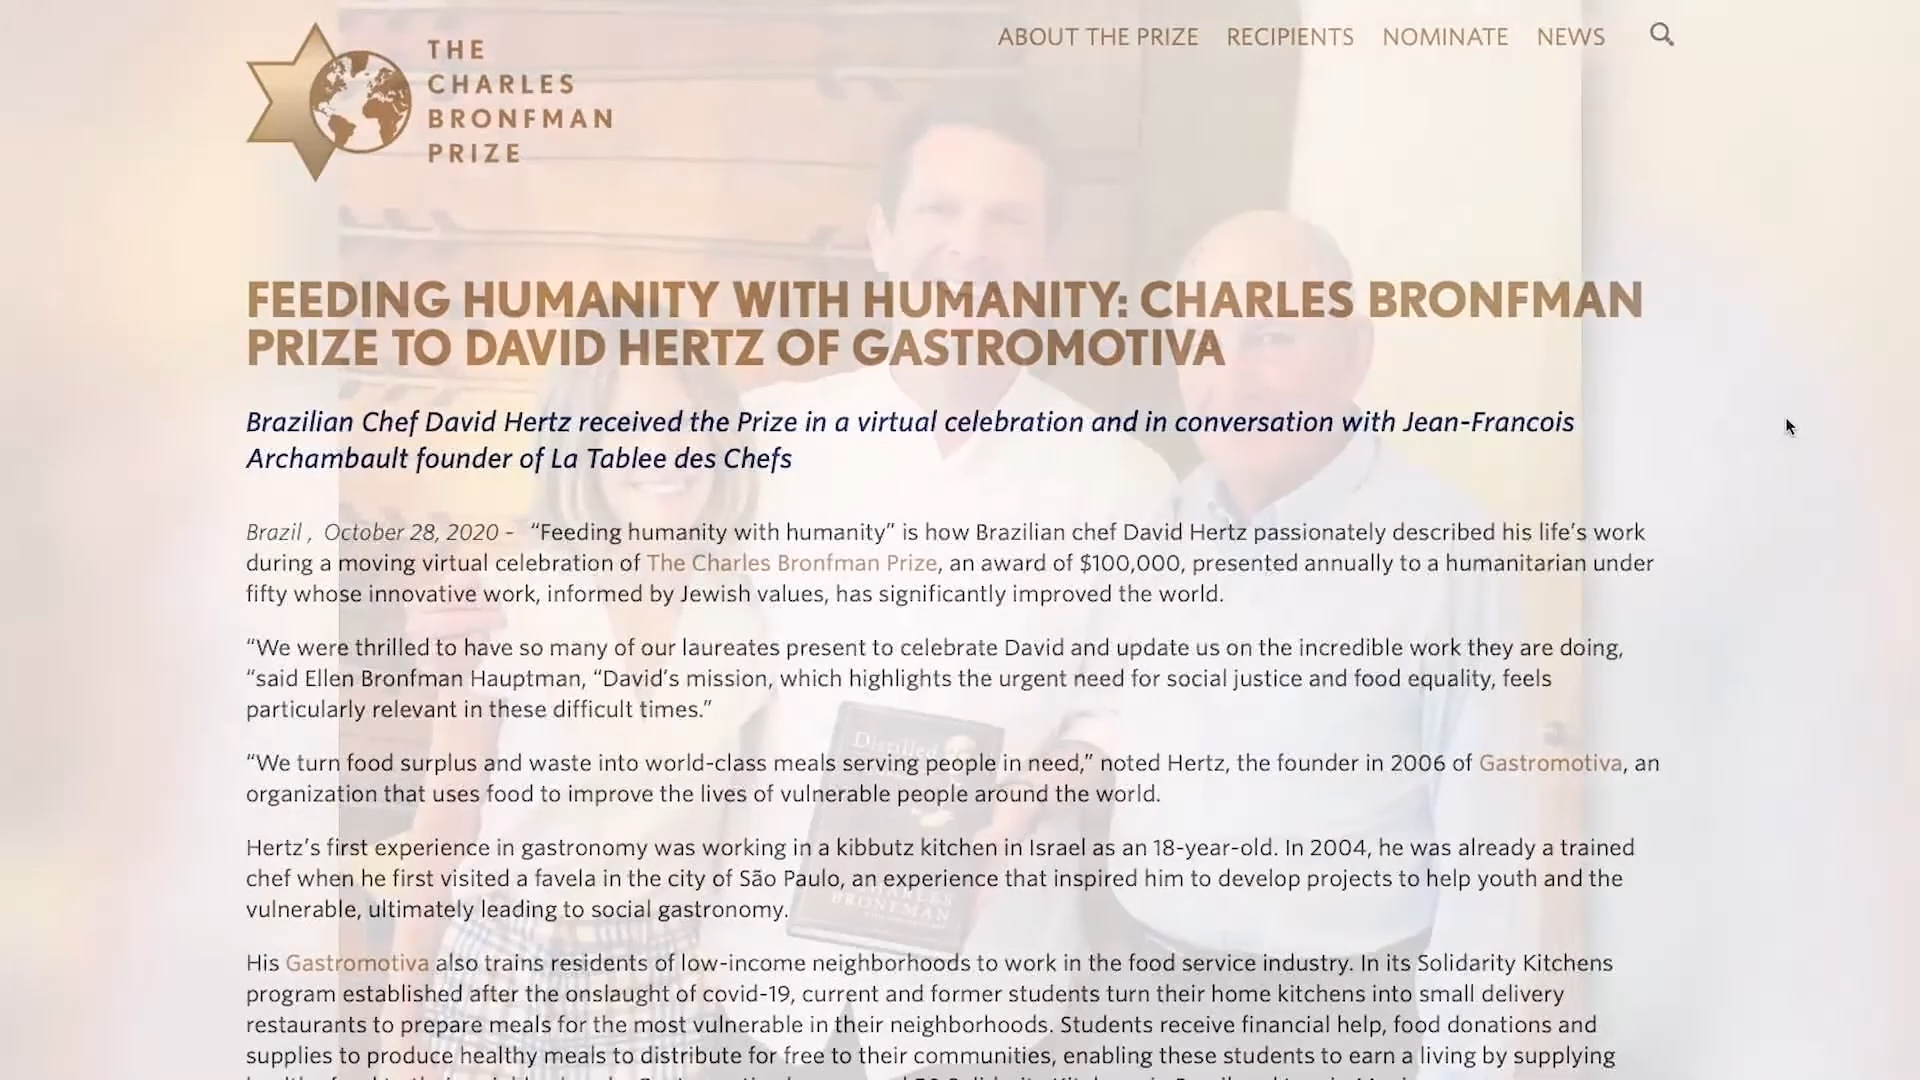 THE
CHARLES
BRONFMAN
PRIZE
ABOUT THE PRIZE RECIPIENTS NOMINATE NEWS
FEEDING HUMANITY WITH HUMANITY: CHARLES BRONFMAN
PRIZE TO DAVID HERTZ OF GASTROMOTIVA
Brazilian Chef David Hertz received the Prize in a virtual celebration and in conversation with Jean-Francois
Archambault founder of La Tablee des Chefs
Brazil , October 28, 2020 - “Feeding humanity with humanity” is how Brazilian chef David Hertz passionately described his life’s work
during a moving virtual celebration of The Charles Bronfman Prize, an award of $100,000, presented annually to a humanitarian under
fifty whose innovative work, informed by Jewish values, has significantly improved the world.
“We were thrilled to have so many of our laureates present to celebrate David and update us on the incredible work they are doing,
“said Ellen Bronfman Hauptman, “David’s mission, which highlights the urgent need for social justice and food equality, feels
particularly relevant in these difficult times.”
“We turn food surplus and waste into world-class meals serving people in need,” noted Hertz, the founder in 2006 of Gastromotiva, an
organization that uses food to improve the lives of vulnerable people around the world.
Hertz’s first experience in gastronomy was working in a kibbutz kitchen in Israel as an 18-year-old. In 2004, he was already a trained
chef when he first visited a favela in the city of São Paulo, an experience that inspired him to develop projects to help youth and the
vulnerable, ultimately leading to social gastronomy.
His Gastromotiva also trains residents of low-income neighborhoods to work in the food service industry. In its Solidarity Kitchens
program established after the onslaught of covid-19, current and former students turn their home kitchens into small delivery
restaurants to prepare meals for the most vulnerable in their neighborhoods. Students receive financial help, food donations and
supplies to produce healthy meals to distribute for free to their communities, enabling these students to earn a living by supplying
Distilled
CHARLES
BRONFMAN